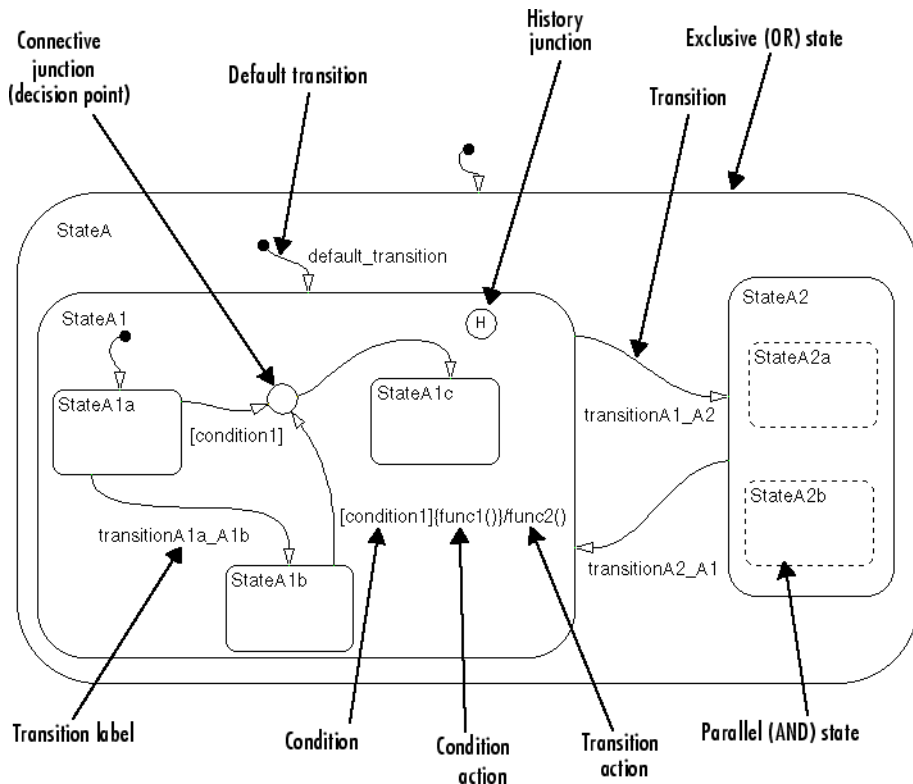 Connective
junction
(decision point)
Default transition
History
junction
Exclusive (OR) state
Transition
StateA
default_transition
StateA1
H
StateA2
StateA2a
StateA1a
StateA1c
[condition1]
transitionA1_A2
StateA2b
transitionA1a_A1b
[condition1]{func1()}/func2()
StateA1b
transitionA2_A1
Transition label
Condition
Condition
action
Transition
action
Parallel (AND) state